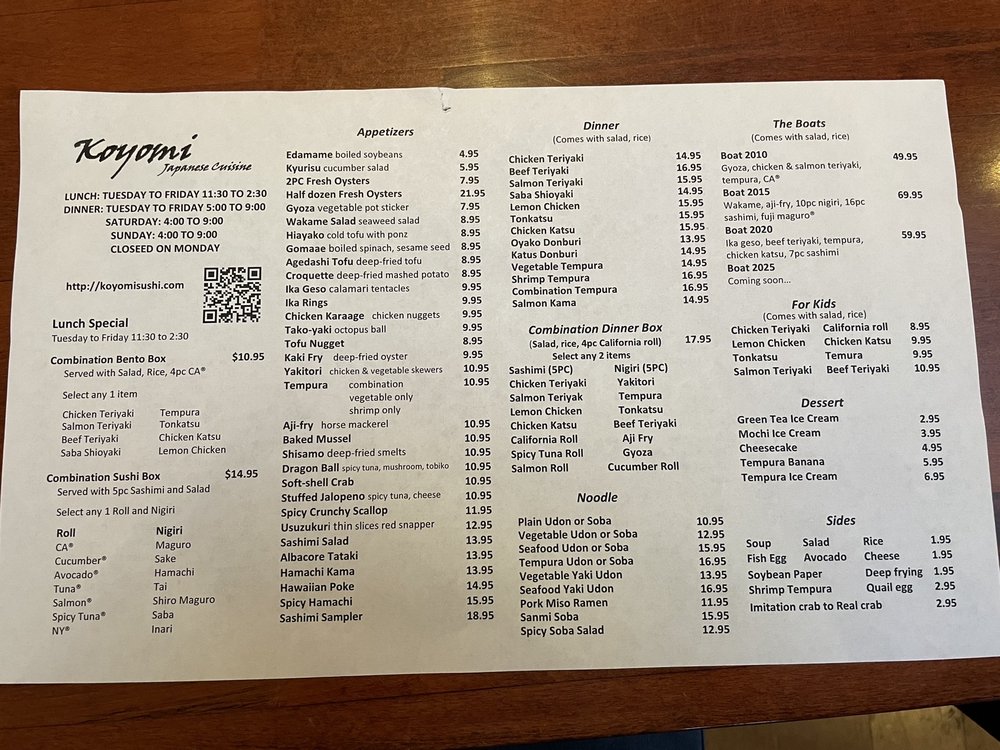 Koyomi
Japanese Cuisine
LUNCH: TUESDAY TO FRIDAY 11:30 TO 2:30
DINNER: TUESDAY TO FRIDAY 5:00 TO 9:00
SATURDAY: 4:00 TO 9:00
SUNDAY: 4:00 TO 9:00
CLOSEED ON MONDAY
http://koyomisushi.com
Lunch Special
Tuesday to Friday 11:30 to 2:30
Combination Bento Box $10.95
Served with Salad, Rice, 4pc CA®
Select any 1 item
Chicken Teriyaki Tempura
Salmon Teriyaki Tonkatsu
Beef Teriyaki Chicken Katsu
Saba Shioyaki Lemon Chicken
Combination Sushi Box $14.95
Served with 5pc Sashimi and Salad
Select any 1 Roll and Nigiri
Roll Nigiri
CA® Maguro
Cucumber® Sake
Avocado® Hamachi
Tuna® Tai
Salmon® Shiro Maguro
Spicy Tuna® Saba
NY® Inari
Appetizers
Edamame boiled soybeans 4.95
Kyurisu cucumber salad 5.95
2PC Fresh Oysters 7.95
Half dozen Fresh Oysters 21.95
Gyoza vegetable pot sticker 7.95
Wakame Salad seaweed salad 8.95
Hiayako cold tofu with ponz 8.95
Gomaae boiled spinach, sesame seed 8.95
Agedashi Tofu deep-fried tofu 8.95
Croquette deep-fried mashed potato 8.95
Ika Geso calamari tentacles 9.95
Ika Rings 9.95
Chicken Karaage chicken nuggets 9.95
Tako-yaki octopus ball 9.95
Tofu Nugget 8.95
Kaki Fry deep-fried oyster 9.95
Yakitori chicken & vegetable skewers 10.95
Tempura combination 10.95
vegetable only
shrimp only
Aji-fry horse mackerel 10.95
Baked Mussel 10.95
Shisamo deep-fried smelts 10.95
Dragon Ball spicy tuna, mushroom, tobiko 10.95
Soft-shell Crab 10.95
Stuffed Jalopeno spicy tuna, cheese 10.95
Spicy Crunchy Scallop 11.95
Usuzukuri thin slices red snapper 12.95
Sashimi Salad 13.95
Albacore Tataki 13.95
Hamachi Kama 13.95
Hawaiian Poke 14.95
Spicy Hamachi 15.95
Sashimi Sampler 18.95
Dinner
(Comes with salad, rice)
Chicken Teriyaki 14.95
Beef Teriyaki 16.95
Salmon Teriyaki 15.95
Saba Shioyaki 14.95
Lemon Chicken 15.95
Tonkatsu 15.95
Chicken Katsu 15.95
Oyako Donburi 13.95
Katus Donburi 14.95
Vegetable Tempura 14.95
Shrimp Tempura 16.95
Combination Tempura 16.95
Salmon Kama 14.95
Combination Dinner Box
(Salad, rice, 4pc California roll) 17.95
Select any 2 items
Sashimi (5PC) Nigiri (5PC)
Chicken Teriyaki Yakitori
Salmon Teriyak Tempura
Lemon Chicken Tonkatsu
Chicken Katsu Beef Teriyaki
California Roll Aji Fry
Spicy Tuna Roll Gyoza
Salmon Roll Cucumber Roll
Noodle
Plain Udon or Soba 10.95
Vegetable Udon or Soba 12.95
Seafood Udon or Soba 15.95
Tempura Udon or Soba 16.95
Vegetable Yaki Udon 13.95
Seafood Yaki Udon 16.95
Pork Miso Ramen 11.95
Sanmi Soba 15.95
Spicy Soba Salad 12.95
The Boats
(Comes with salad, rice)
Boat 2010 49.95
Gyoza, chicken & salmon teriyaki,
tempura, CA®
Boat 2015 69.95
Wakame, aji-fry, 10pc nigiri, 16pc
sashimi, fuji maguro®
Boat 2020 59.95
Ika geso, beef teriyaki, tempura,
chicken katsu, 7pc sashimi
Boat 2025
Coming soon...
For Kids
(Comes with salad, rice)
Chicken Teriyaki California roll 8.95
Lemon Chicken Chicken Katsu 9.95
Tonkatsu Temura 9.95
Salmon Teriyaki Beef Teriyaki 10.95
Dessert
Green Tea Ice Cream 2.95
Mochi Ice Cream 3.95
Cheesecake 4.95
Tempura Banana 5.95
Tempura Ice Cream 6.95
Sides
Soup Salad Rice 1.95
Fish Egg Avocado Cheese 1.95
Soybean Paper Deep frying 1.95
Shrimp Tempura Quail egg 2.95
Imitation crab to Real crab 2.95